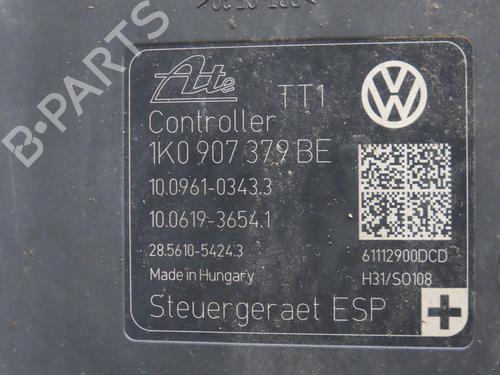 B-PARTS
Ate TT1
Controller
1K0 907 379 BE
10.0961-0343.3
10.0619-3654.1
28.5610-5424.3 61112900DCD
Made in Hungary H31/SO108
Steuergeraet ESP